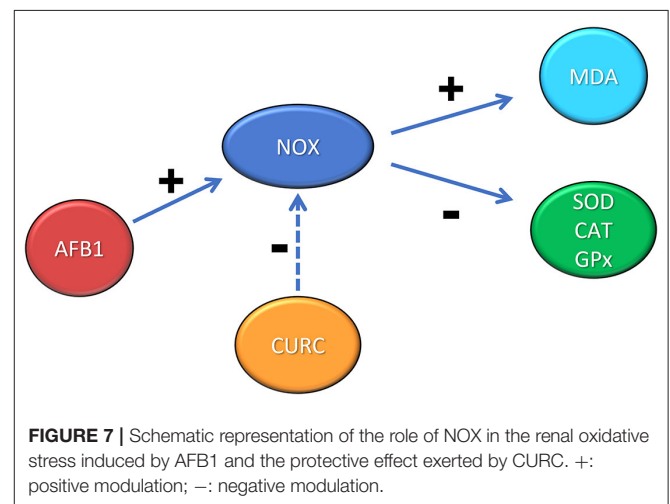 MDA
+
NOX
+
SOD
CAT
GPx
-
AFB1
-
CURC
FIGURE 7 | Schematic representation of the role of NOX in the renal oxidative
stress induced by AFB1 and the protective effect exerted by CURC. +:
positive modulation; −: negative modulation.